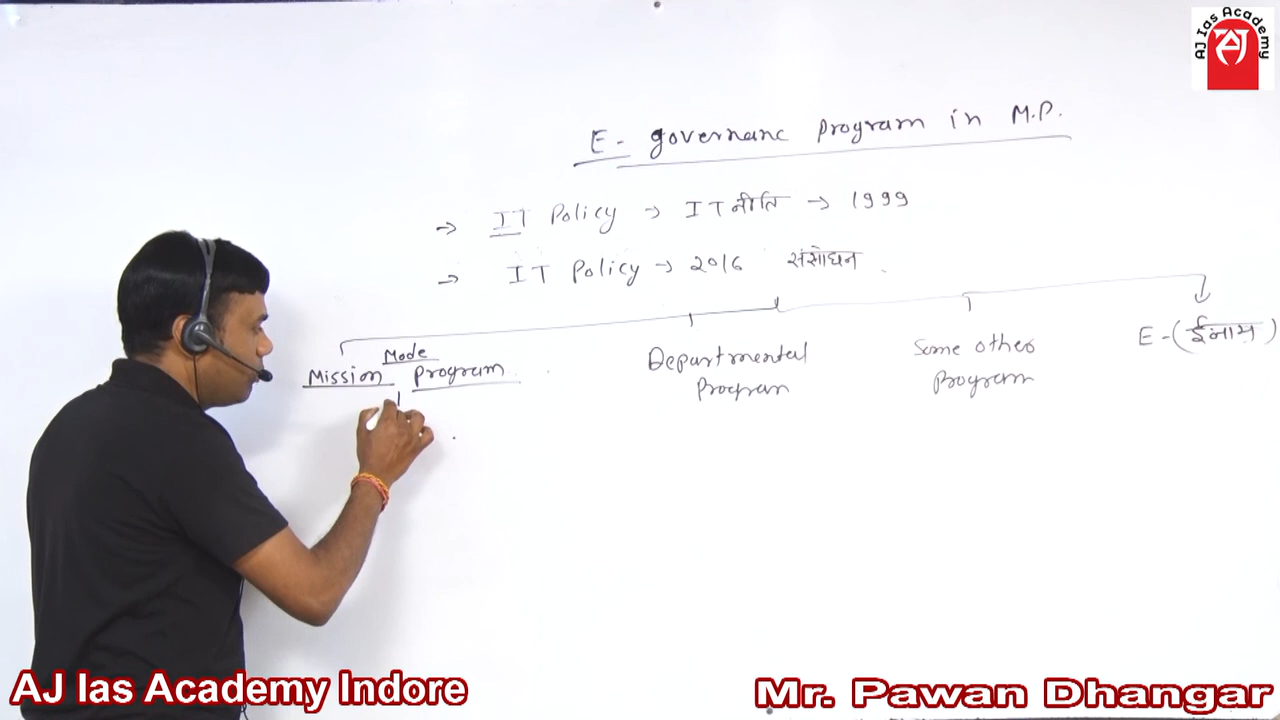 AJ Ias Academy
E- governanc program in M.P.
→ IT Policy → IT नीति → 1999
→ IT Policy → 2016 संसोधन
Mission Mode Program
Departmental Program
Some other Program
E-(ईनाम)
AJ Ias Academy Indore
Mr. Pawan Dhangar